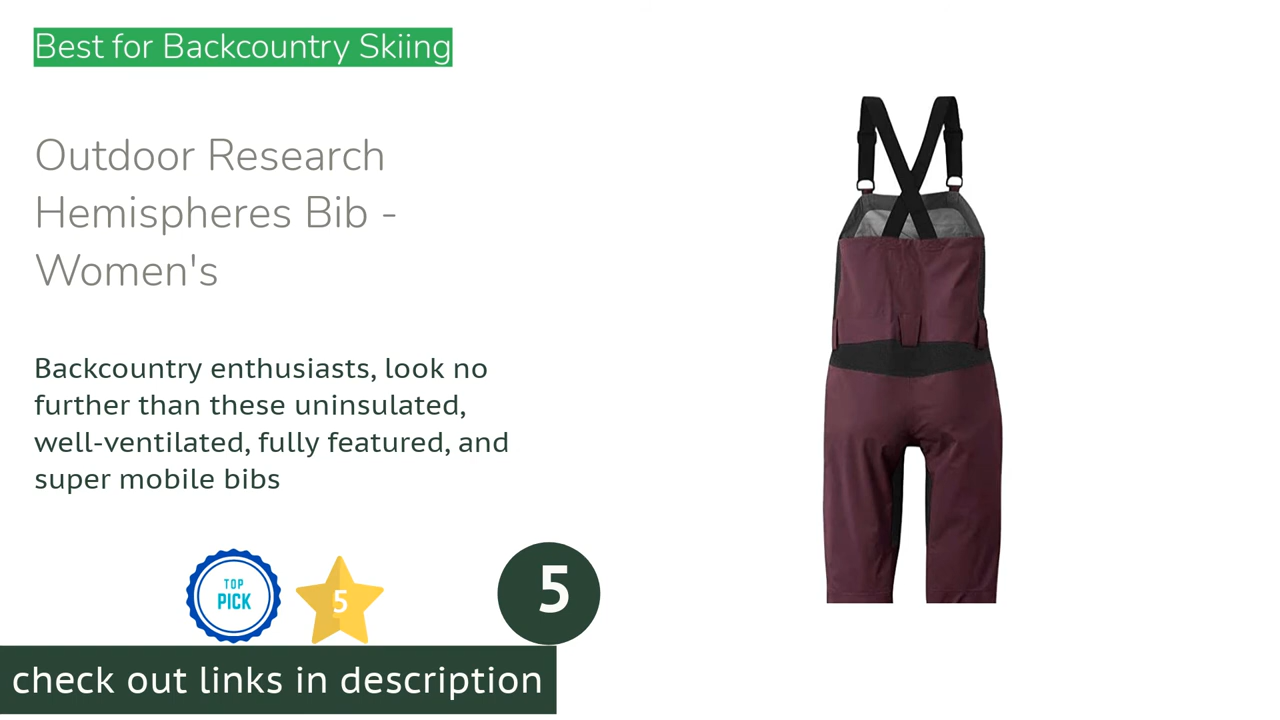 Best for Backcountry Skiing
Outdoor Research
Hemispheres Bib -
Women's
Backcountry enthusiasts, look no
further than these uninsulated,
well-ventilated, fully featured, and
super mobile bibs
TOP
PICK
5
5
check out links in description